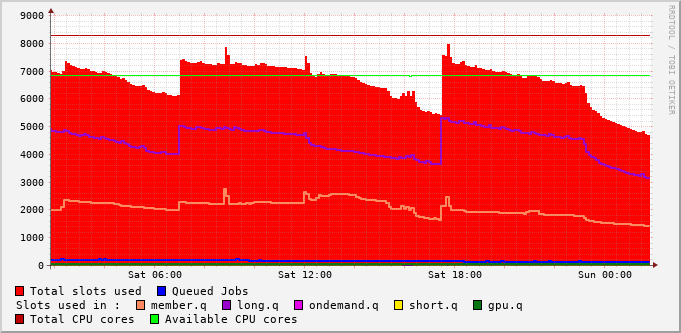 9000
8000
7000
6000
5000
4000
3000
2000
1000
0
Sat 06:00 Sat 12:00 Sat 18:00 Sun 00:00
RRDTOOL / TOBI OETIKER
Total slots used Queued Jobs
Slots used in : member.q long.q ondemand.q short.q gpu.q
Total CPU cores Available CPU cores